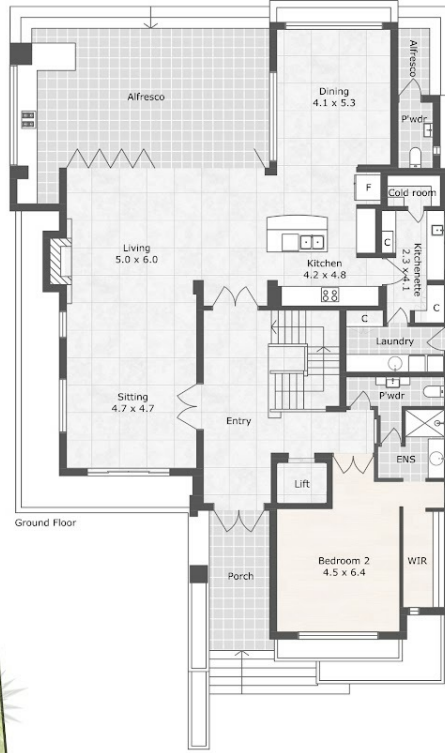 Alfresco
Alfresco
Dining
4.1 x 5.3
P'wdr
F
Cold room
Living
5.0 x 6.0
C
Kitchenette
2.3 x 4.1
Kitchen
4.2 x 4.8
C
C
Laundry
Sitting
4.7 x 4.7
P'wdr
Entry
ENS
Lift
Ground Floor
Bedroom 2
4.5 x 6.4
WIR
Porch